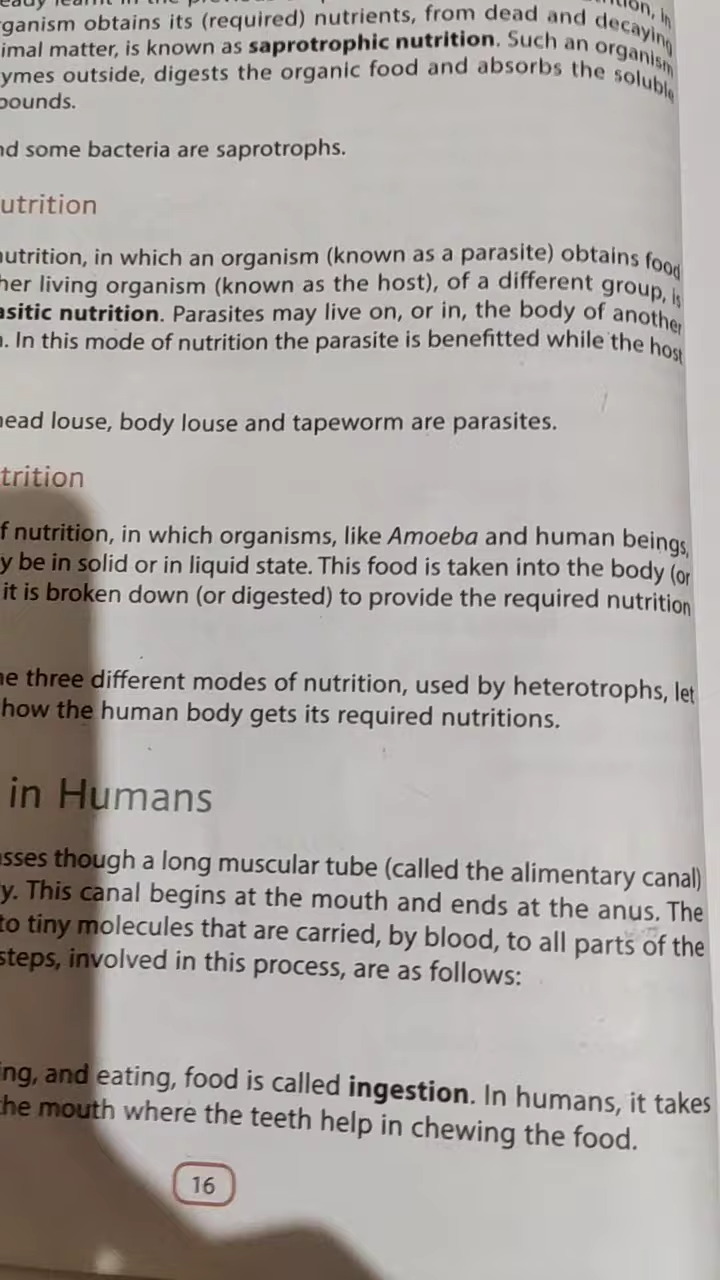 ganism obtains its (required) nutrients, from dead and decaying
imal matter, is known as saprotrophic nutrition. Such an organism
ymes outside, digests the organic food and absorbs the soluble
pounds.
nd some bacteria are saprotrophs.
utrition
nutrition, in which an organism (known as a parasite) obtains food
her living organism (known as the host), of a different group, is
asitic nutrition. Parasites may live on, or in, the body of another
. In this mode of nutrition the parasite is benefitted while the host
head louse, body louse and tapeworm are parasites.
trition
f nutrition, in which organisms, like Amoeba and human beings,
y be in solid or in liquid state. This food is taken into the body (or
it is broken down (or digested) to provide the required nutrition
he three different modes of nutrition, used by heterotrophs, let
how the human body gets its required nutritions.
in Humans
asses though a long muscular tube (called the alimentary canal)
y. This canal begins at the mouth and ends at the anus. The
to tiny molecules that are carried, by blood, to all parts of the
steps, involved in this process, are as follows:
ing, and eating, food is called ingestion. In humans, it takes
the mouth where the teeth help in chewing the food.
16